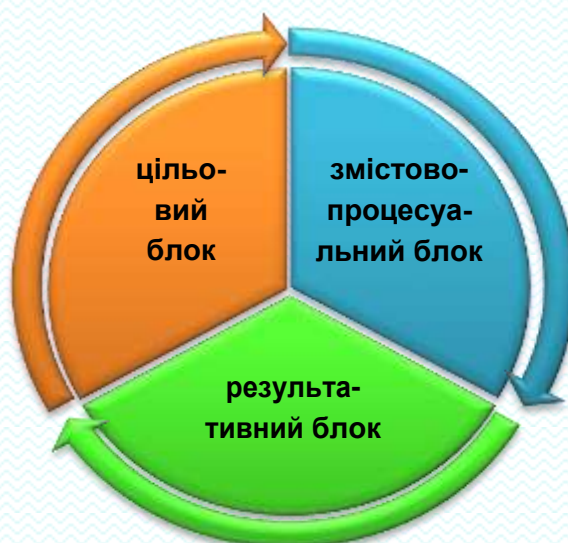 цільо-
вий
блок
змістово-
процесуа-
льний блок
результа-
тивний блок